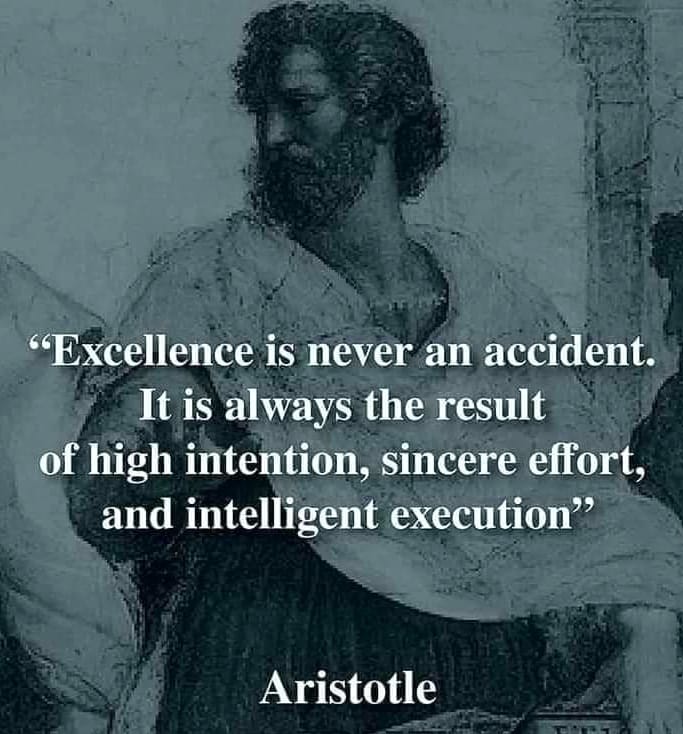 “Excellence is never an accident.
It is always the result
of high intention, sincere effort,
and intelligent execution”
Aristotle